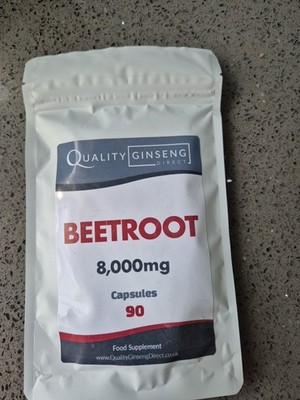 QUALITY GINSENG
DIRECT
BEETROOT
8,000mg
Capsules
90
Food Supplement
www.QualityGinsengDirect.co.uk